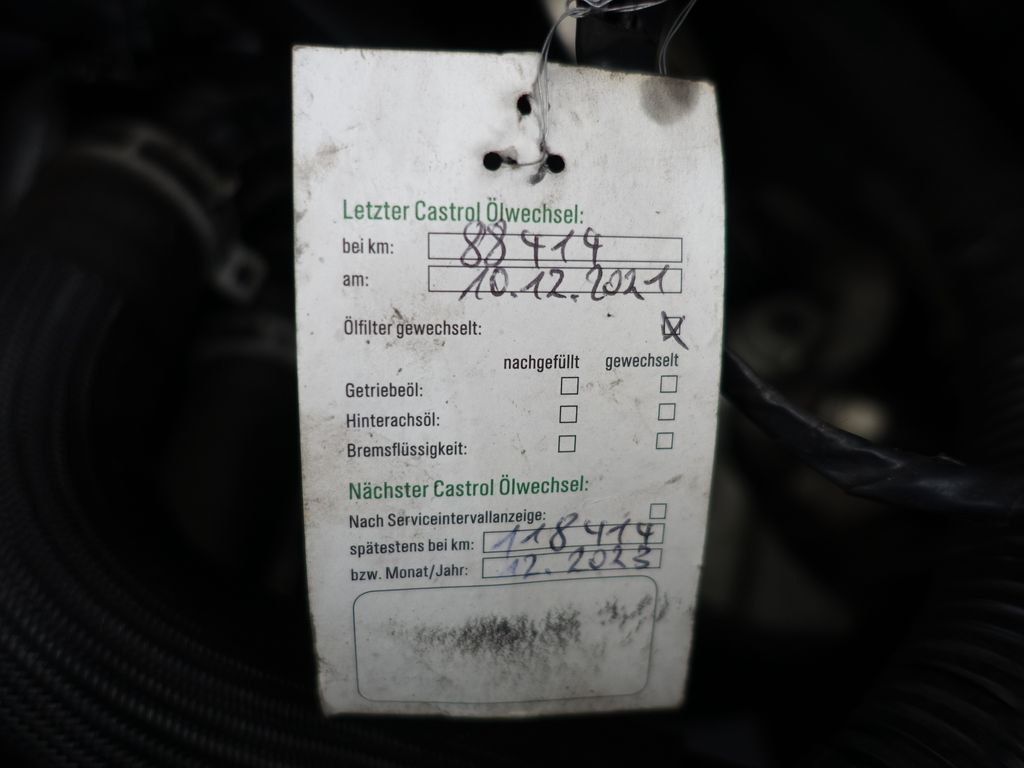 Letzter Castrol Ölwechsel:
bei km: 88414
am: 10.12.2021
Ölfilter gewechselt:
nachgefüllt gewechselt
Getriebeöl:
Hinterachsöl:
Bremsflüssigkeit:
Nächster Castrol Ölwechsel:
Nach Serviceintervallanzeige:
spätestens bei km: 118414
bzw. Monat/Jahr: 12.2023